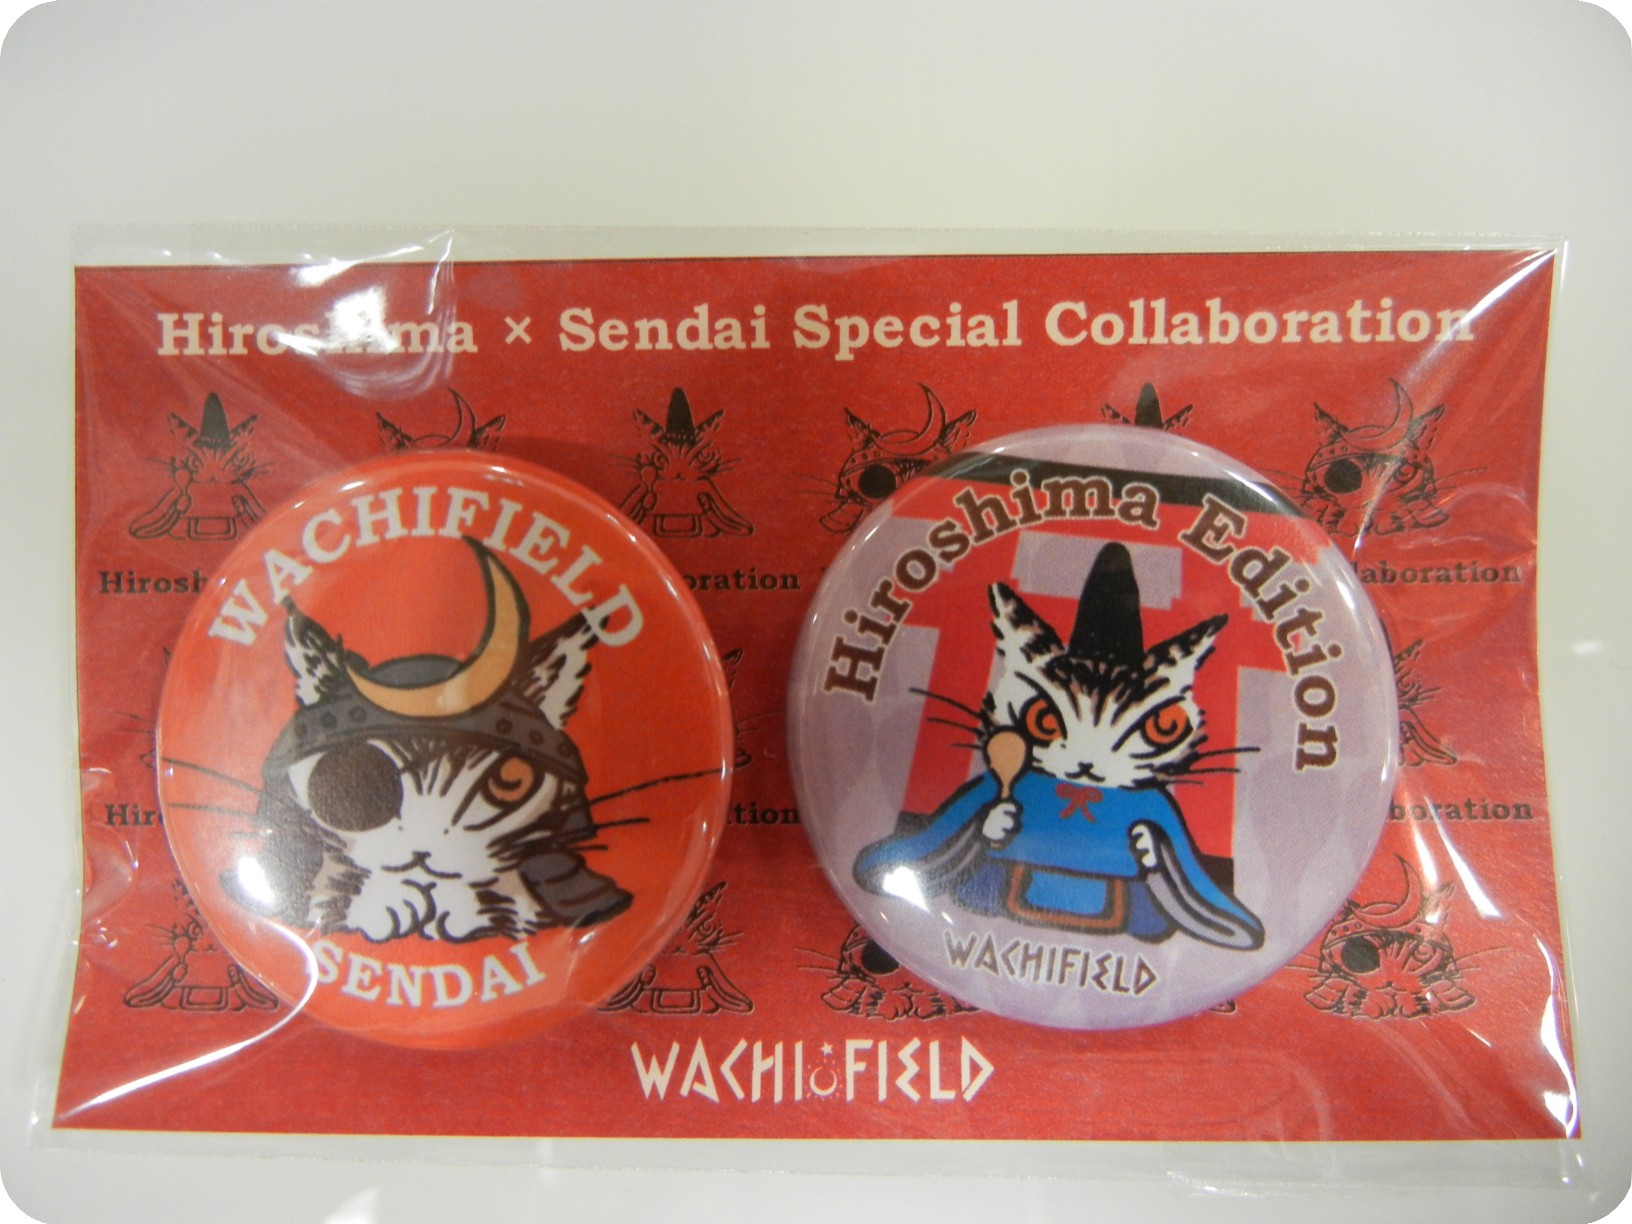 Hiroshima × Sendai Special Collaboration
WACHIFIELD
SENDAI
Hiroshima Edition
WACHIFIELD
WACHIFIELD